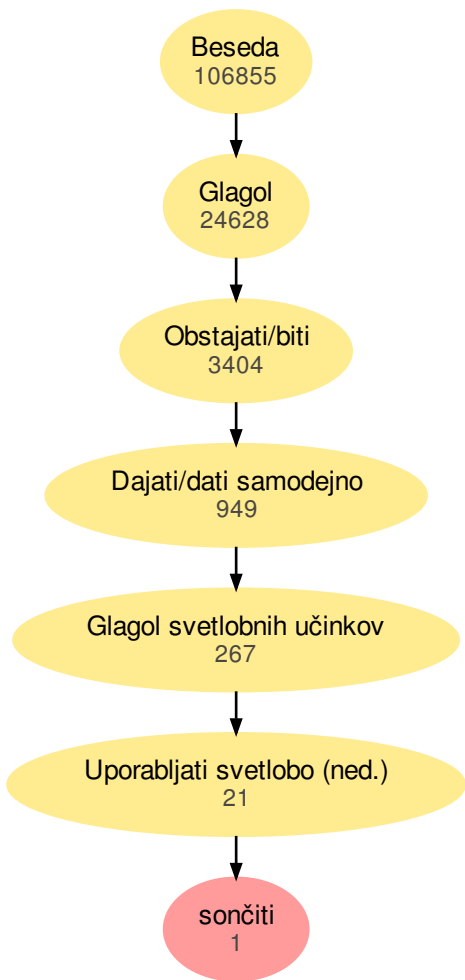 Beseda
106855
Glagol
24628
Obstajati/biti
3404
Dajati/dati samodejno
949
Glagol svetlobnih učinkov
267
Uporabljati svetlobo (ned.)
21
sončiti
1